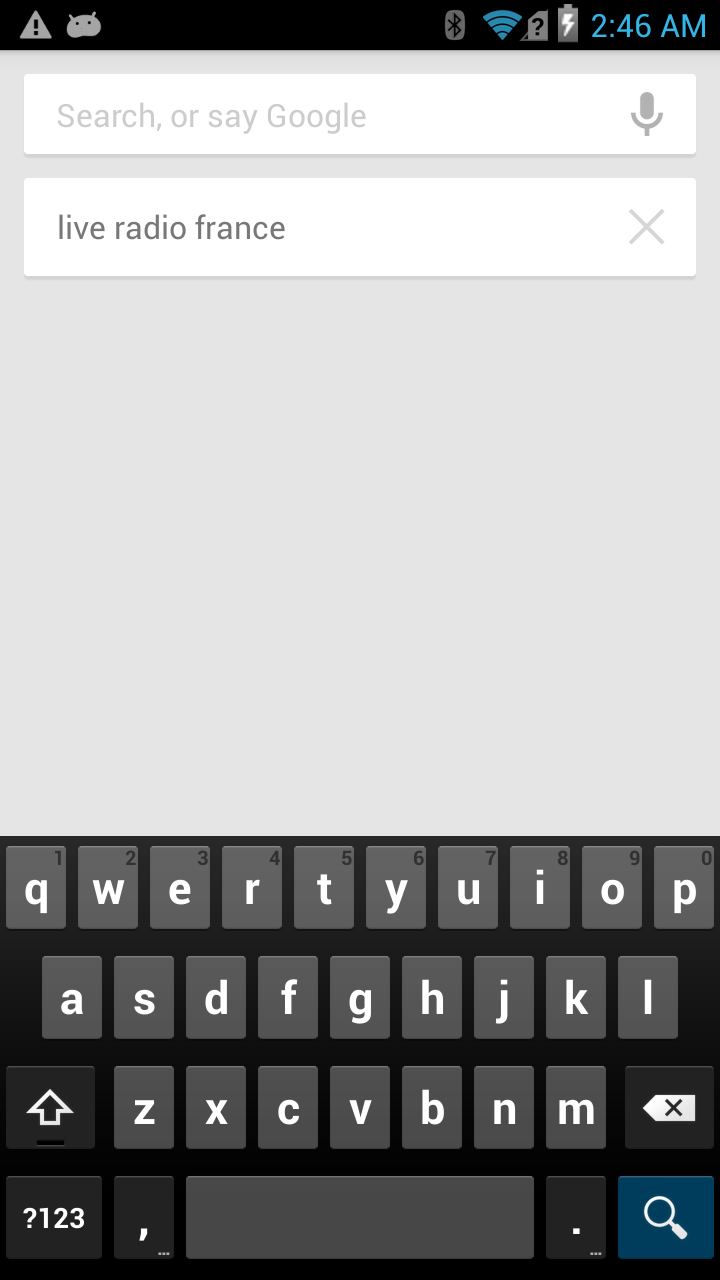 2:46 AM
Search, or say Google
live radio france
1 2 3 4 5 6 7 8 9 0
q w e r t y u i o p
a s d f g h j k l
z x c v b n m
?123 , ... . ...